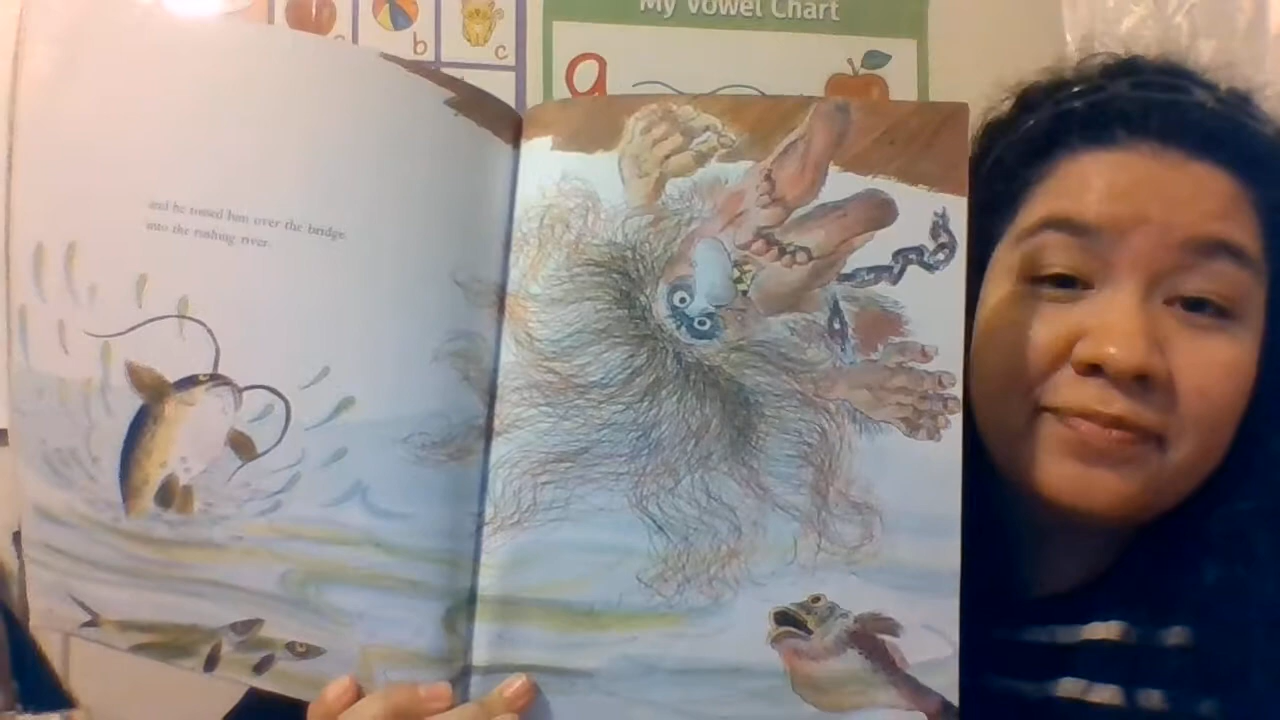 My Vowel Chart
a
b
c
and he tossed him over the bridge,
into the rushing river.